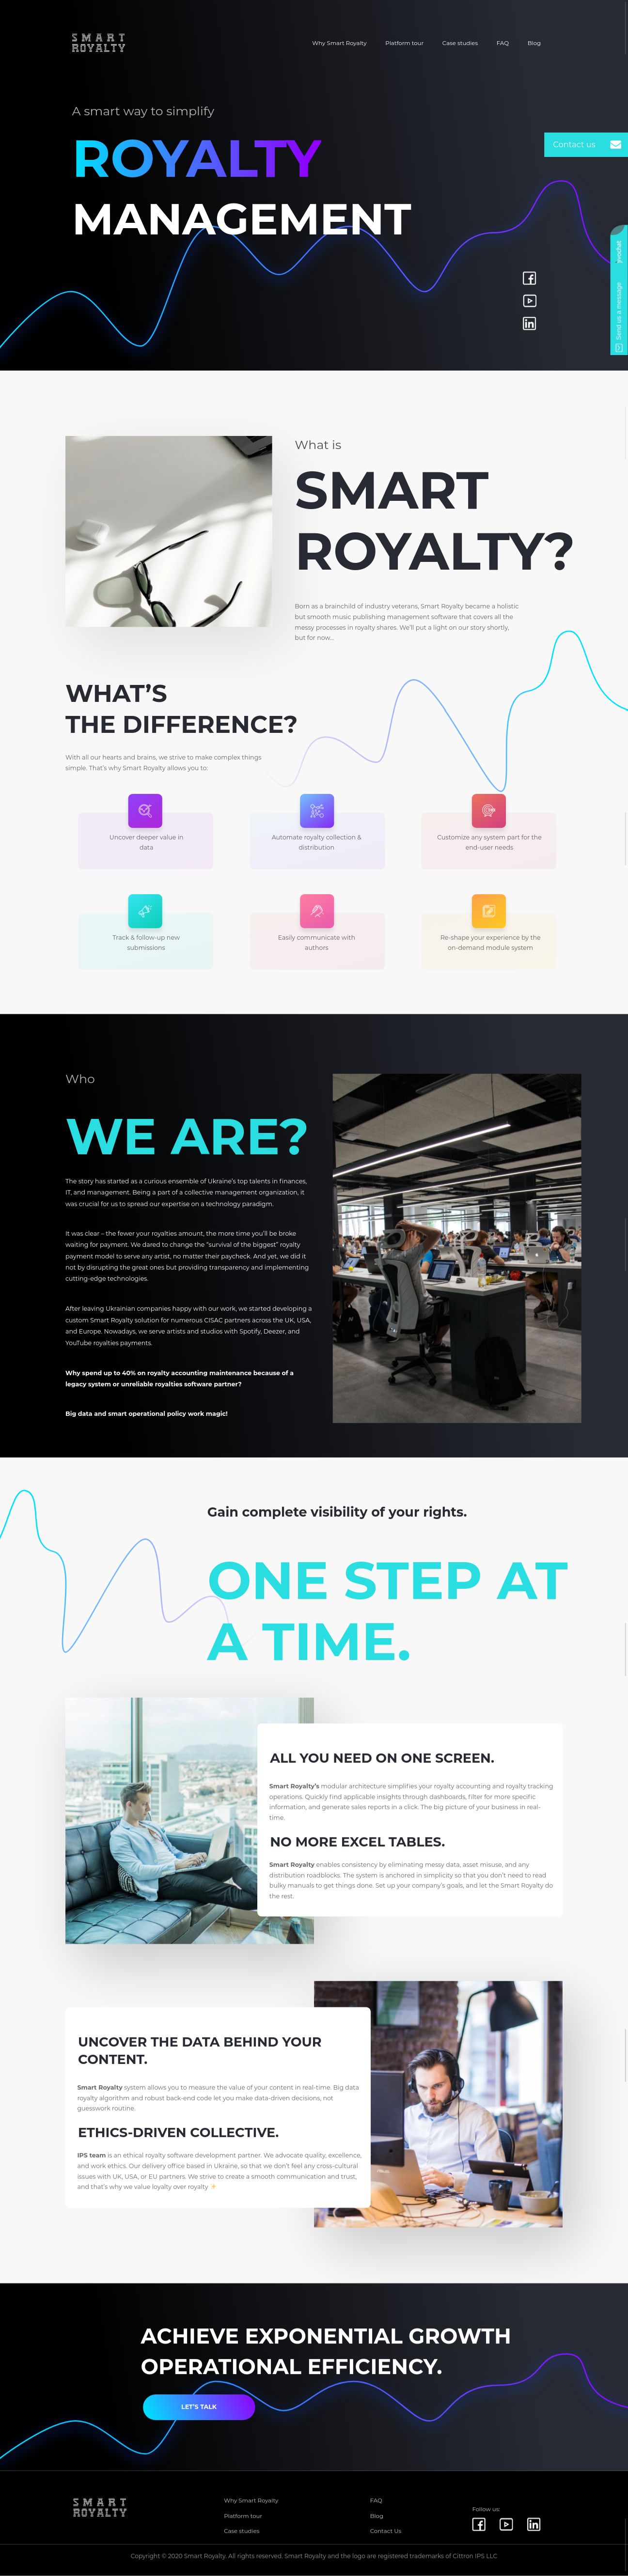 SMART
ROYALTY
Why Smart Royalty
Platform tour
Case studies
FAQ
Blog
A smart way to simplify
ROYALTY
MANAGEMENT
Contact us
Send us a message
What is
SMART
ROYALTY?
Born as a brainchild of industry veterans, Smart Royalty became a holistic
but smooth music publishing management software that covers all the
messy processes in royalty shares. We'll put a light on our story shortly,
but for now...
WHAT'S
THE DIFFERENCE?
With all our hearts and brains, we strive to make complex things
simple. That's why Smart Royalty allows you to:
Uncover deeper value in
data
Automate royalty collection &
distribution
Customize any system part for the
end-user needs
Track & follow-up new
submissions
Easily communicate with
authors
Re-shape your experience by the
on-demand module system
Who
WE ARE?
The story has started as a curious ensemble of Ukraine's top talents in finances,
IT, and management. Being a part of a collective management organization, it
was crucial for us to spread our expertise on a technology paradigm.
It was clear – the fewer your royalties amount, the more time you'll be broke
waiting for payment. We dared to change the "survival of the biggest" royalty
payment model to serve any artist, no matter their paycheck. And yet, we did it
not by disrupting the great ones but providing transparency and implementing
cutting-edge technologies.
After leaving Ukrainian companies happy with our work, we started developing a
custom Smart Royalty solution for numerous CISAC partners across the UK, USA,
and Europe. Nowadays, we serve artists and studios with Spotify, Deezer, and
YouTube royalties payments.
Why spend up to 40% on royalty accounting maintenance because of a
legacy system or unreliable royalties software partner?
Big data and smart operational policy work magic!
Gain complete visibility of your rights.
ONE STEP AT
A TIME.
ALL YOU NEED ON ONE SCREEN.
Smart Royalty's modular architecture simplifies your royalty accounting and royalty tracking
operations. Quickly find applicable insights through dashboards, filter for more specific
information, and generate sales reports in a click. The big picture of your business in real-
time.
NO MORE EXCEL TABLES.
Smart Royalty enables consistency by eliminating messy data, asset misuse, and any
distribution roadblocks. The system is anchored in simplicity so that you don't need to read
bulky manuals to get things done. Set up your company's goals, and let the Smart Royalty do
the rest.
UNCOVER THE DATA BEHIND YOUR
CONTENT.
Smart Royalty system allows you to measure the value of your content in real-time. Big data
royalty algorithm and robust back-end code let you make data-driven decisions, not
guesswork routine.
ETHICS-DRIVEN COLLECTIVE.
IPS team is an ethical royalty software development partner. We advocate quality, excellence,
and work ethics. Our delivery office based in Ukraine, so that we don't feel any cross-cultural
issues with UK, USA, or EU partners. We strive to create a smooth communication and trust,
and that's why we value loyalty over royalty
ACHIEVE EXPONENTIAL GROWTH
OPERATIONAL EFFICIENCY.
LET'S TALK
SMART
ROYALTY
Why Smart Royalty
Platform tour
Case studies
FAQ
Blog
Contact Us
Follow us:
Copyright © 2020 Smart Royalty. All rights reserved. Smart Royalty and the logo are registered trademarks of Cittron IPS LLC